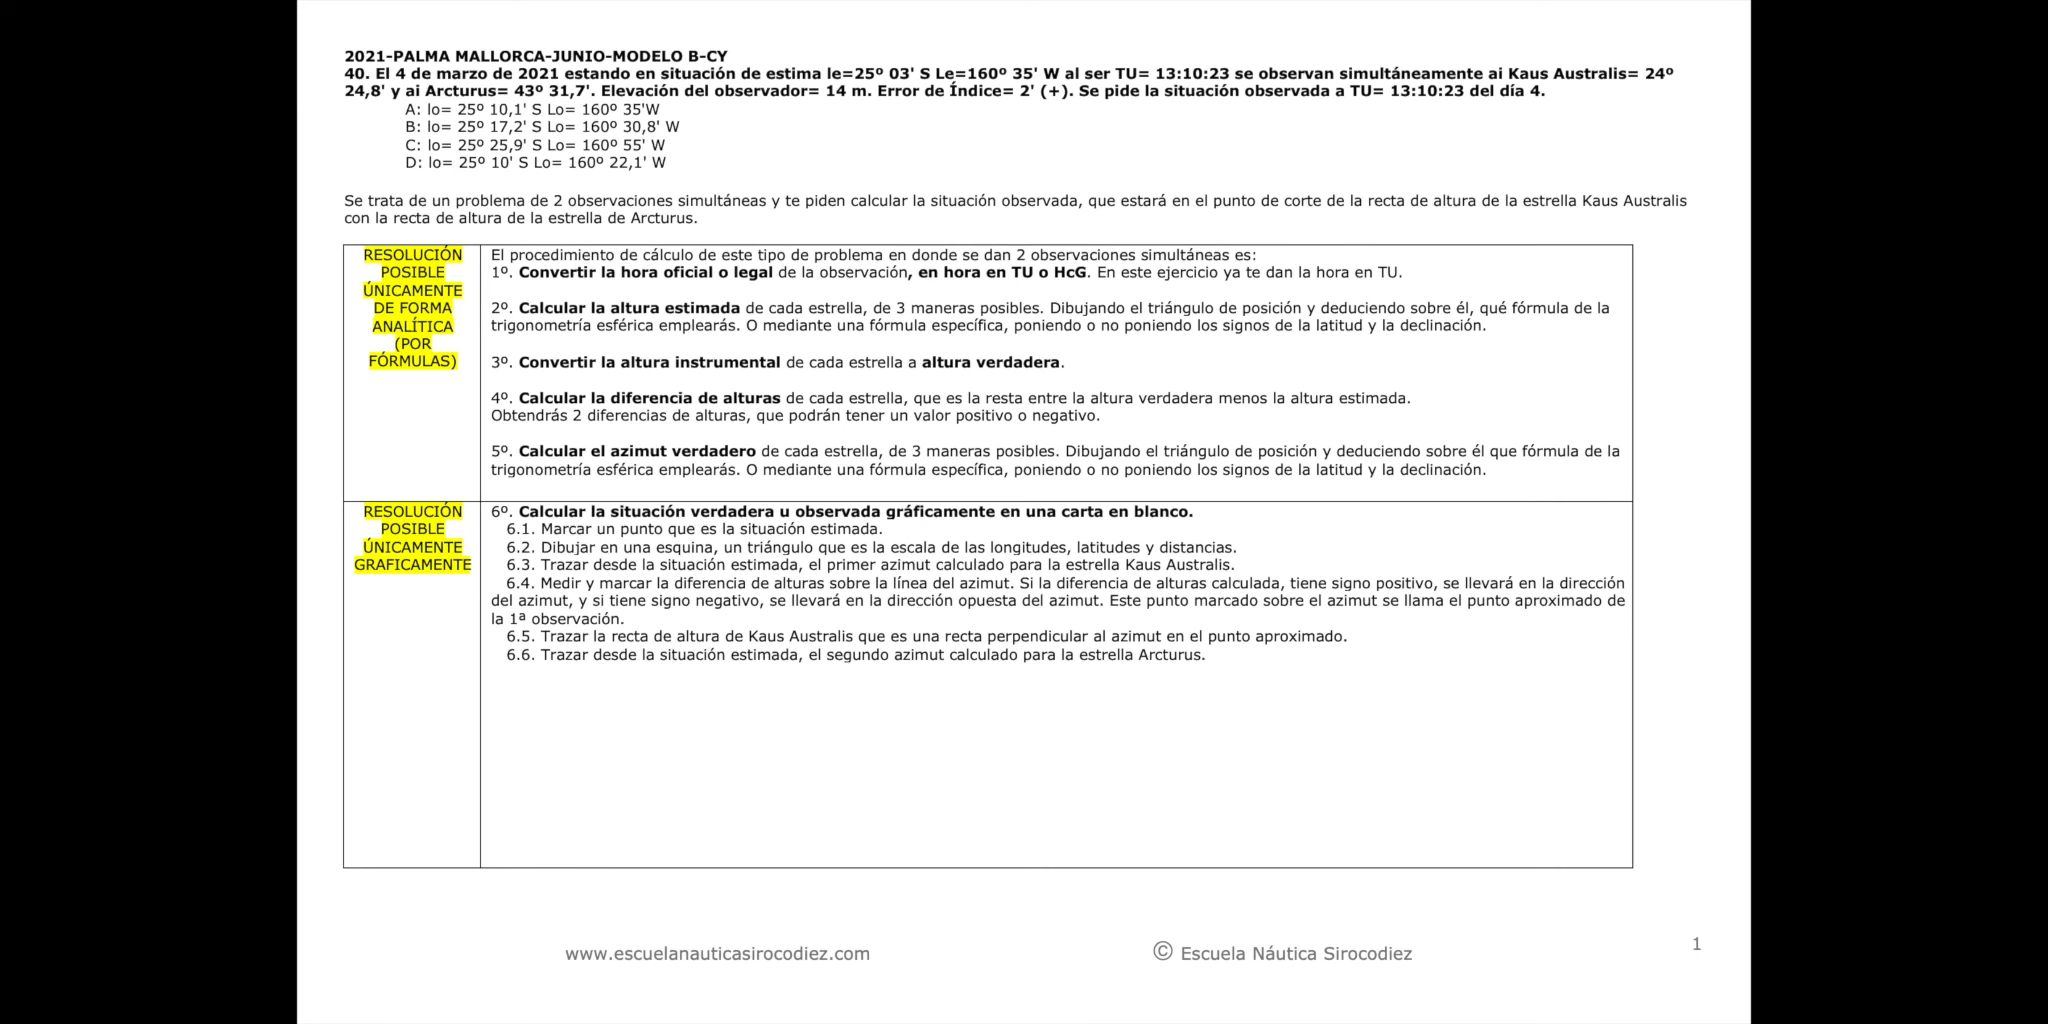 2021-PALMA MALLORCA-JUNIO-MODELO B-CY
40. El 4 de marzo de 2021 estando en situación de estima le=25º 03' S Le=160º 35' W al ser TU= 13:10:23 se observan simultáneamente ai Kaus Australis= 24º
24,8' y ai Arcturus= 43º 31,7'. Elevación del observador= 14 m. Error de Índice= 2' (+). Se pide la situación observada a TU= 13:10:23 del día 4.
A: lo= 25º 10,1' S Lo= 160º 35'W
B: lo= 25º 17,2' S Lo= 160º 30,8' W
C: lo= 25º 25,9' S Lo= 160º 55' W
D: lo= 25º 10' S Lo= 160º 22,1' W
Se trata de un problema de 2 observaciones simultáneas y te piden calcular la situación observada, que estará en el punto de corte de la recta de altura de la estrella Kaus Australis
con la recta de altura de la estrella de Arcturus.
RESOLUCIÓN
POSIBLE
ÚNICAMENTE
DE FORMA
ANALÍTICA
(POR
FÓRMULAS)
El procedimiento de cálculo de este tipo de problema en donde se dan 2 observaciones simultáneas es:
1º. Convertir la hora oficial o legal de la observación, en hora en TU o HcG. En este ejercicio ya te dan la hora en TU.
2º. Calcular la altura estimada de cada estrella, de 3 maneras posibles. Dibujando el triángulo de posición y deduciendo sobre él, qué fórmula de la
trigonometría esférica emplearás. O mediante una fórmula específica, poniendo o no poniendo los signos de la latitud y la declinación.
3º. Convertir la altura instrumental de cada estrella a altura verdadera.
4º. Calcular la diferencia de alturas de cada estrella, que es la resta entre la altura verdadera menos la altura estimada.
Obtendrás 2 diferencias de alturas, que podrán tener un valor positivo o negativo.
5º. Calcular el azimut verdadero de cada estrella, de 3 maneras posibles. Dibujando el triángulo de posición y deduciendo sobre él que fórmula de la
trigonometría esférica emplearás. O mediante una fórmula específica, poniendo o no poniendo los signos de la latitud y la declinación.
RESOLUCIÓN
POSIBLE
ÚNICAMENTE
GRAFICAMENTE
6º. Calcular la situación verdadera u observada gráficamente en una carta en blanco.
6.1. Marcar un punto que es la situación estimada.
6.2. Dibujar en una esquina, un triángulo que es la escala de las longitudes, latitudes y distancias.
6.3. Trazar desde la situación estimada, el primer azimut calculado para la estrella Kaus Australis.
6.4. Medir y marcar la diferencia de alturas sobre la línea del azimut. Si la diferencia de alturas calculada, tiene signo positivo, se llevará en la dirección
del azimut, y si tiene signo negativo, se llevará en la dirección opuesta del azimut. Este punto marcado sobre el azimut se llama el punto aproximado de
la 1ª observación.
6.5. Trazar la recta de altura de Kaus Australis que es una recta perpendicular al azimut en el punto aproximado.
6.6. Trazar desde la situación estimada, el segundo azimut calculado para la estrella Arcturus.
www.escuelanauticasirocodiez.com
© Escuela Náutica Sirocodiez
1